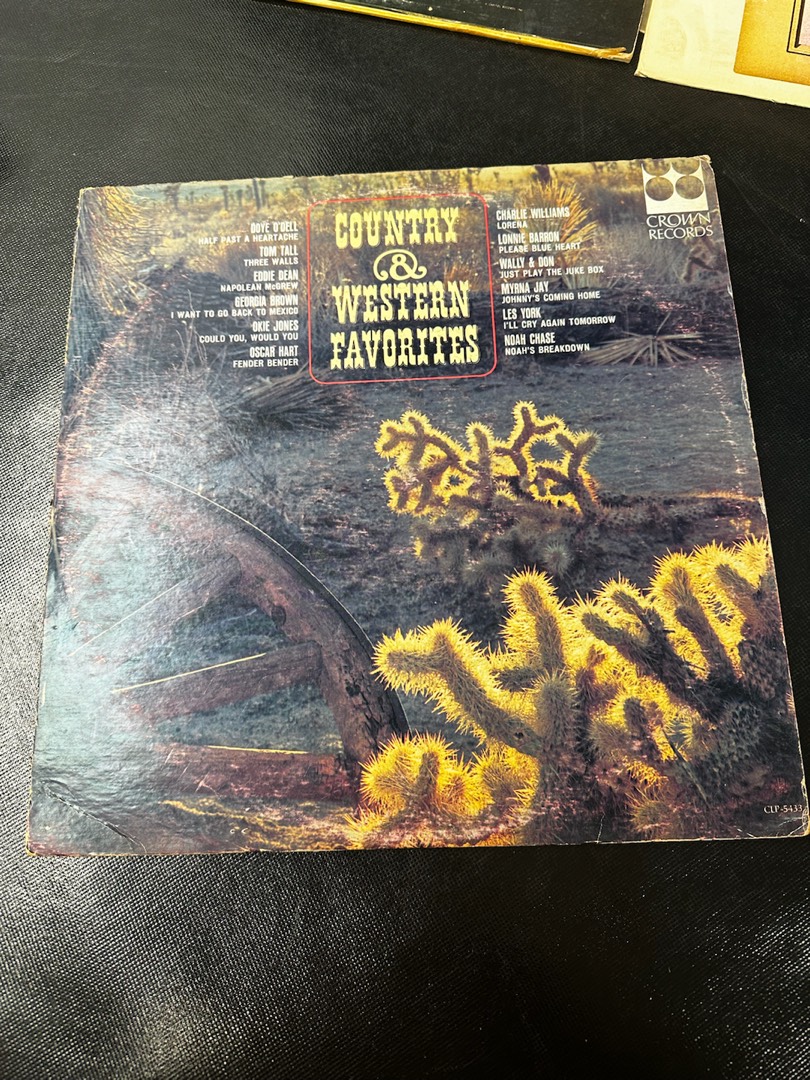 COUNTRY
&
WESTERN
FAVORITES
DOYE O'DELL
HALF PAST A HEARTACHE
TOM TALL
THREE WALLS
EDDIE DEAN
NAPOLEAN McGREW
GEORGIA BROWN
I WANT TO GO BACK TO MEXICO
OKIE JONES
COULD YOU, WOULD YOU
OSCAR HART
FENDER BENDER
CHARLIE WILLIAMS
LORENA
LONNIE BARRON
PLEASE BLUE HEART
WALLY & DON
JUST PLAY THE JUKE BOX
MYRNA JAY
JOHNNY'S COMING HOME
LES YORK
I'LL CRY AGAIN TOMORROW
NOAH CHASE
NOAH'S BREAKDOWN
CROWN
RECORDS
CLP-5433